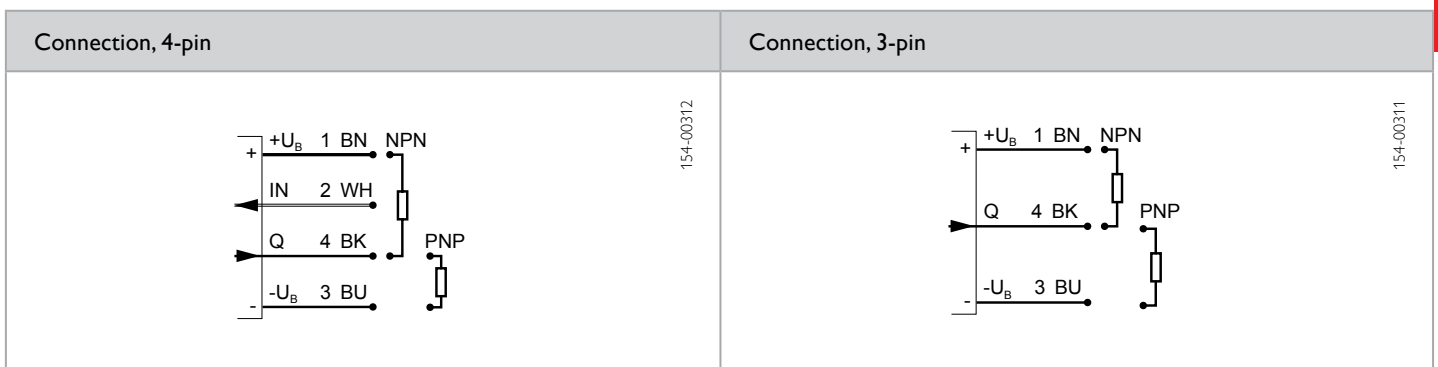 Connection, 4-pin
+U_B 1 BN NPN
+
IN 2 WH
Q 4 BK PNP
-U_B 3 BU
-
154-00312
Connection, 3-pin
+U_B 1 BN NPN
+
Q 4 BK PNP
-U_B 3 BU
-
154-00311